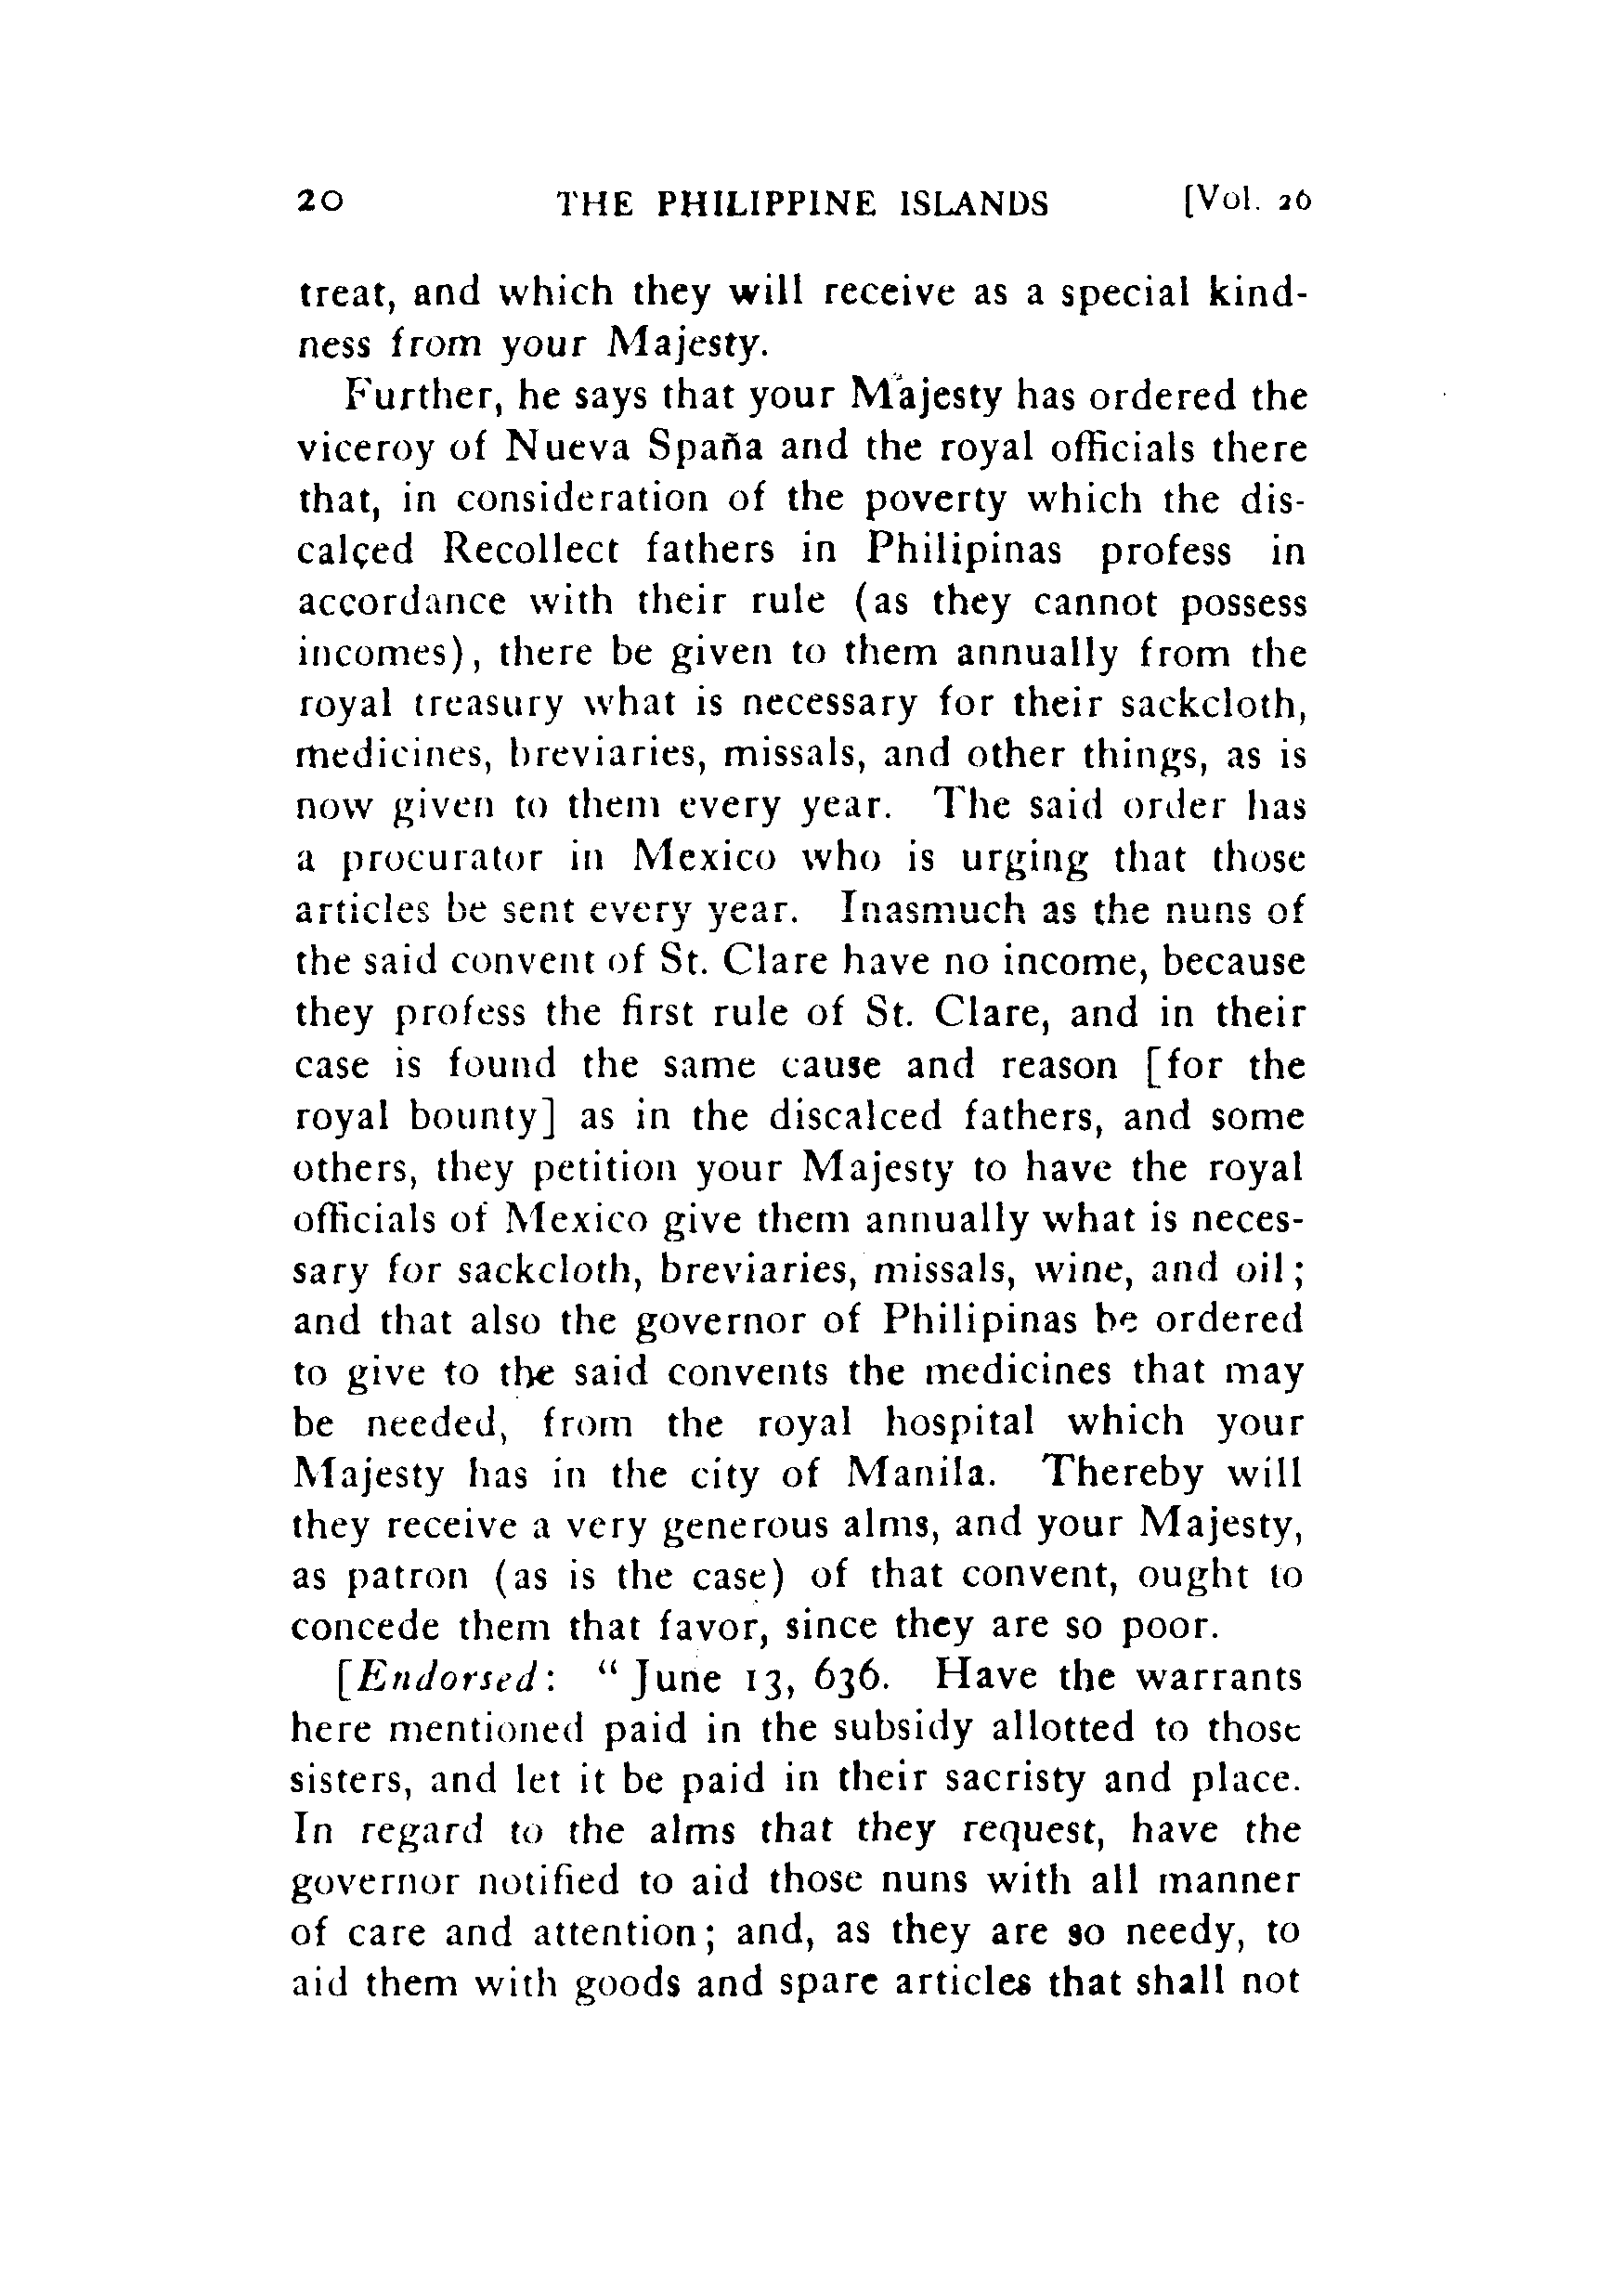 20 THE PHILIPPINE ISLANDS [Vol. 26
treat, and which they will receive as a special kind-
ness from your Majesty.
Further, he says that your Majesty has ordered the
viceroy of Nueva Spaña and the royal officials there
that, in consideration of the poverty which the dis-
calçed Recollect fathers in Philipinas profess in
accordance with their rule (as they cannot possess
incomes), there be given to them annually from the
royal treasury what is necessary for their sackcloth,
medicines, breviaries, missals, and other things, as is
now given to them every year. The said order has
a procurator in Mexico who is urging that those
articles be sent every year. Inasmuch as the nuns of
the said convent of St. Clare have no income, because
they profess the first rule of St. Clare, and in their
case is found the same cause and reason [for the
royal bounty] as in the discalced fathers, and some
others, they petition your Majesty to have the royal
officials of Mexico give them annually what is neces-
sary for sackcloth, breviaries, missals, wine, and oil;
and that also the governor of Philipinas be ordered
to give to the said convents the medicines that may
be needed, from the royal hospital which your
Majesty has in the city of Manila. Thereby will
they receive a very generous alms, and your Majesty,
as patron (as is the case) of that convent, ought to
concede them that favor, since they are so poor.
[Endorsed: "June 13, 636. Have the warrants
here mentioned paid in the subsidy allotted to those
sisters, and let it be paid in their sacristy and place.
In regard to the alms that they request, have the
governor notified to aid those nuns with all manner
of care and attention; and, as they are so needy, to
aid them with goods and spare articles that shall not